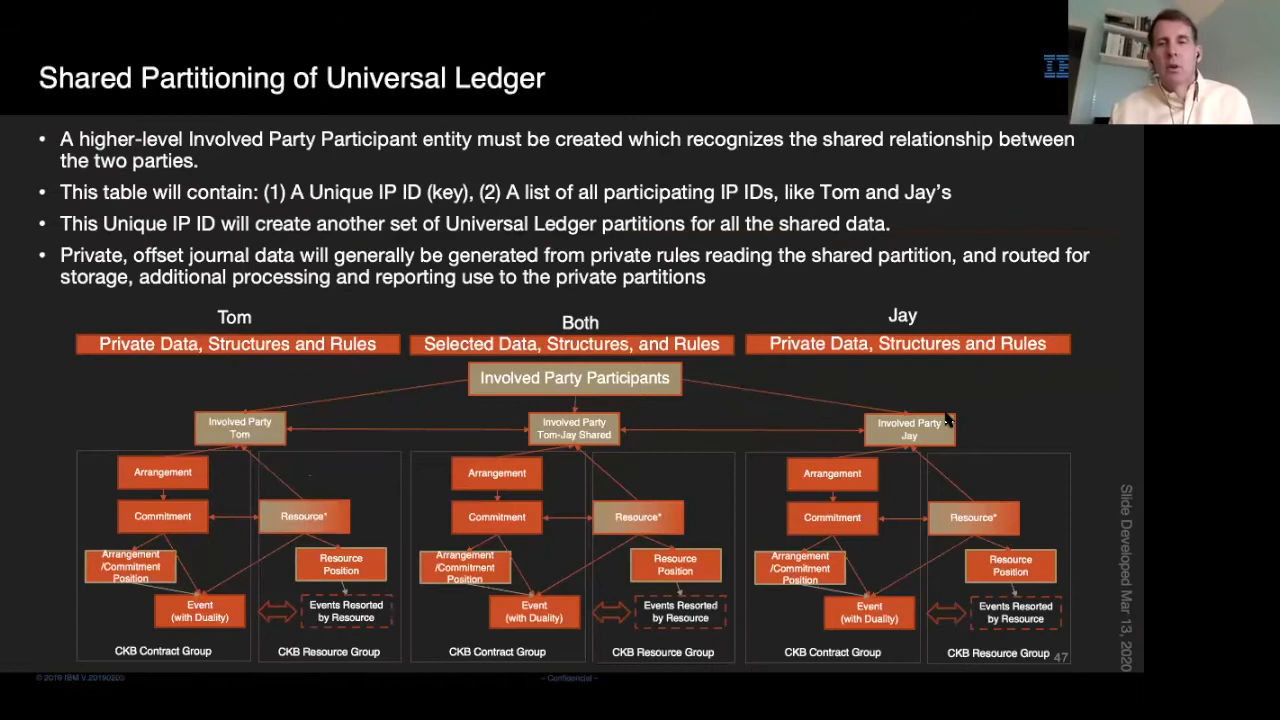 Shared Partitioning of Universal Ledger
• A higher-level Involved Party Participant entity must be created which recognizes the shared relationship between
the two parties.
• This table will contain: (1) A Unique IP ID (key), (2) A list of all participating IP IDs, like Tom and Jay's
• This Unique IP ID will create another set of Universal Ledger partitions for all the shared data.
• Private, offset journal data will generally be generated from private rules reading the shared partition, and routed for
storage, additional processing and reporting use to the private partitions
Tom
Both
Jay
Private Data, Structures and Rules
Selected Data, Structures, and Rules
Private Data, Structures and Rules
Involved Party Participants
Involved Party
Tom
Involved Party
Tom-Jay Shared
Involved Party
Jay
Arrangement
Commitment
Resource*
Arrangement
/Commitment
Position
Resource
Position
Event
(with Duality)
Events Resorted
by Resource
CKB Contract Group
CKB Resource Group
Arrangement
Commitment
Resource*
Arrangement
/Commitment
Position
Resource
Position
Event
(with Duality)
Events Resorted
by Resource
CKB Contract Group
CKB Resource Group
Arrangement
Commitment
Resource*
Arrangement
/Commitment
Position
Resource
Position
Event
(with Duality)
Events Resorted
by Resource
CKB Contract Group
CKB Resource Group
47
Slide Developed Mar 13, 2020
– Confidential –